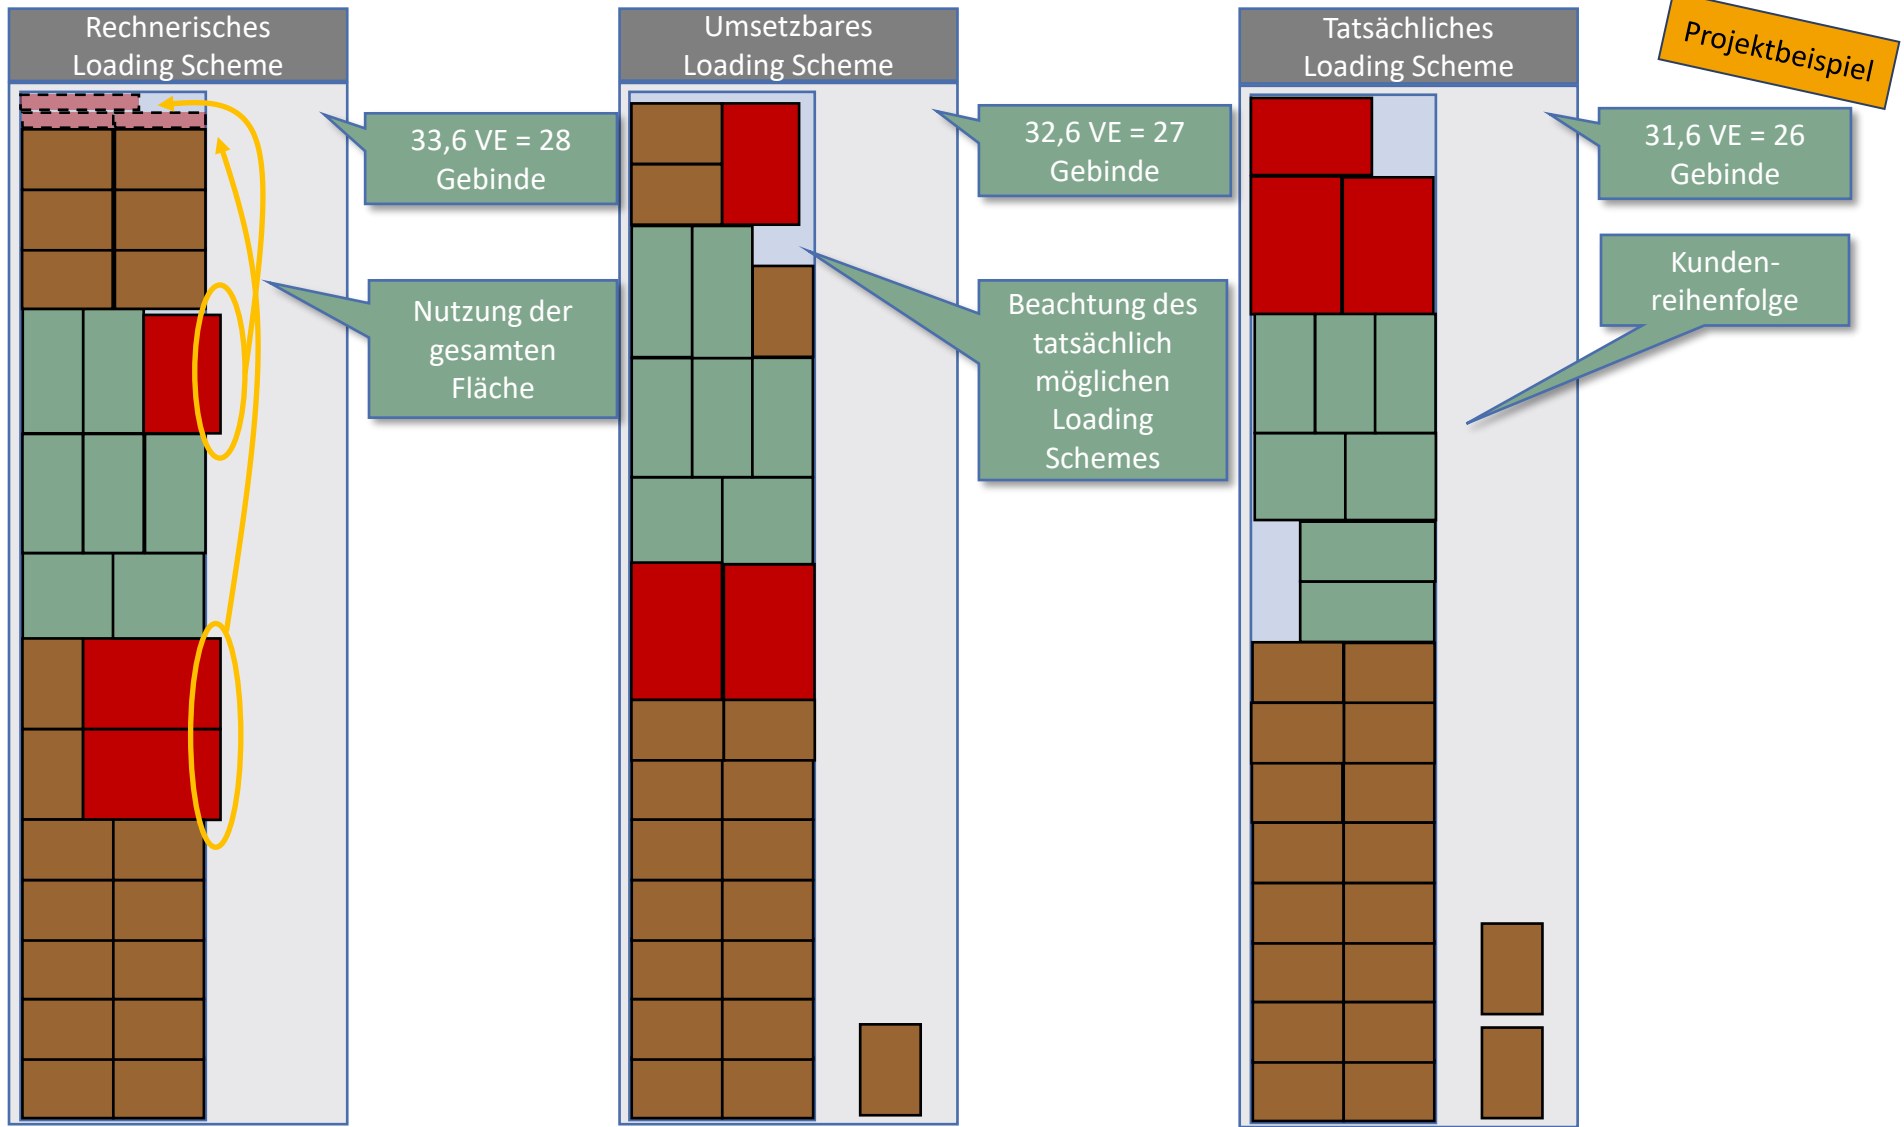 Rechnerisches
Loading Scheme
33,6 VE = 28
Gebinde
Nutzung der
gesamten
Fläche
Umsetzbares
Loading Scheme
32,6 VE = 27
Gebinde
Beachtung des
tatsächlich
möglichen
Loading
Schemes
Tatsächliches
Loading Scheme
31,6 VE = 26
Gebinde
Kunden-
reihenfolge
Projektbeispiel